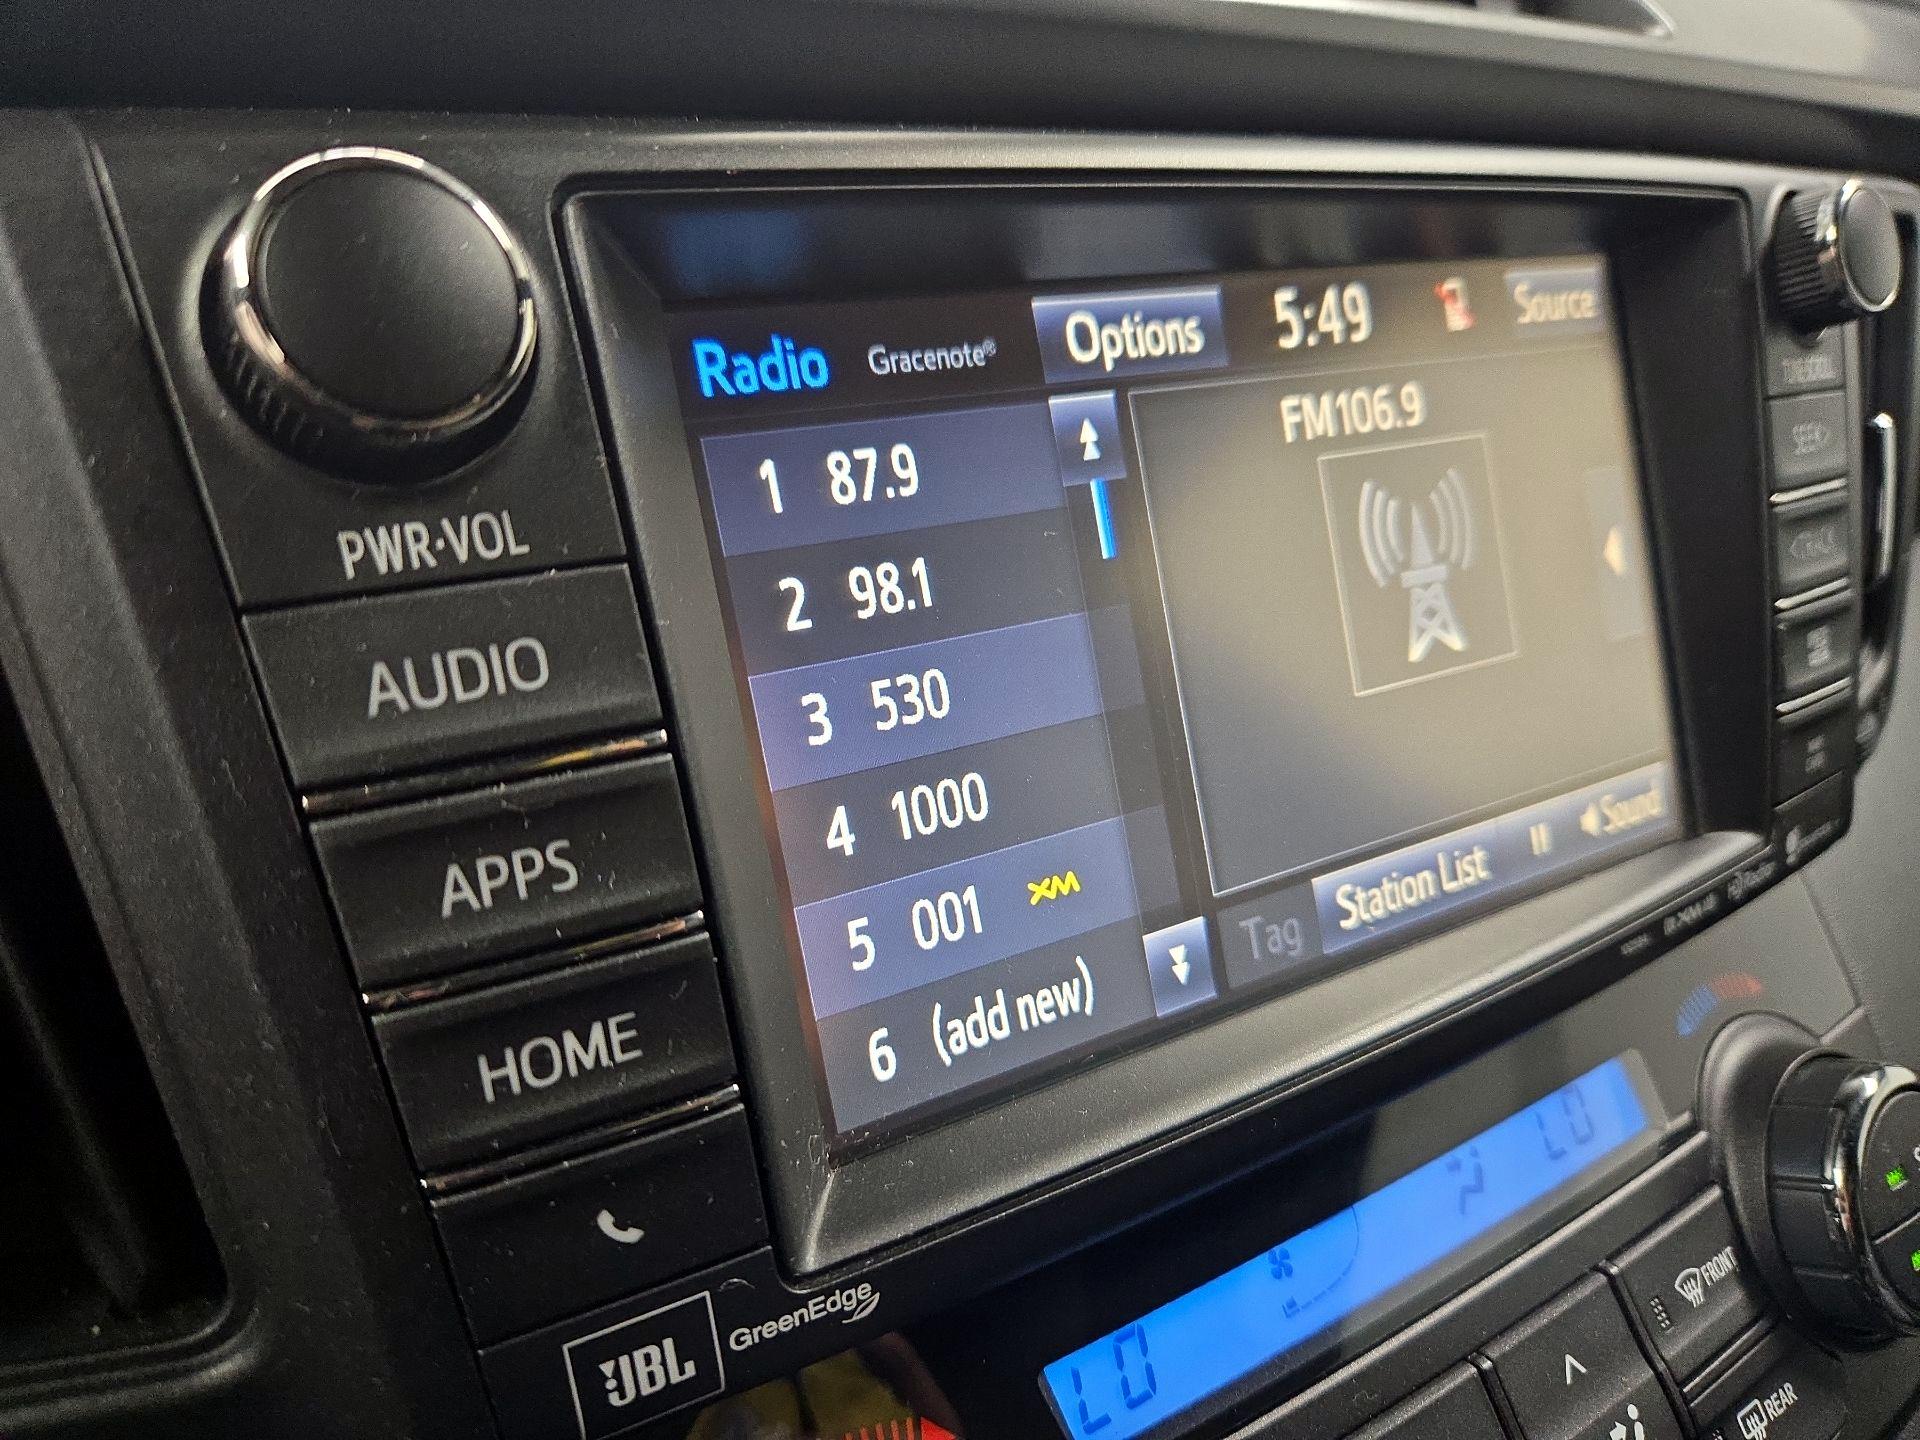 Radio Gracenote® Options 5:49 Source
FM106.9
1 87.9
2 98.1
3 530
4 1000
5 001 XM
6 (add new)
Tag Station List Sound
PWR·VOL
AUDIO
APPS
HOME
JBL GreenEdge
LO
LO
FRONT
REAR